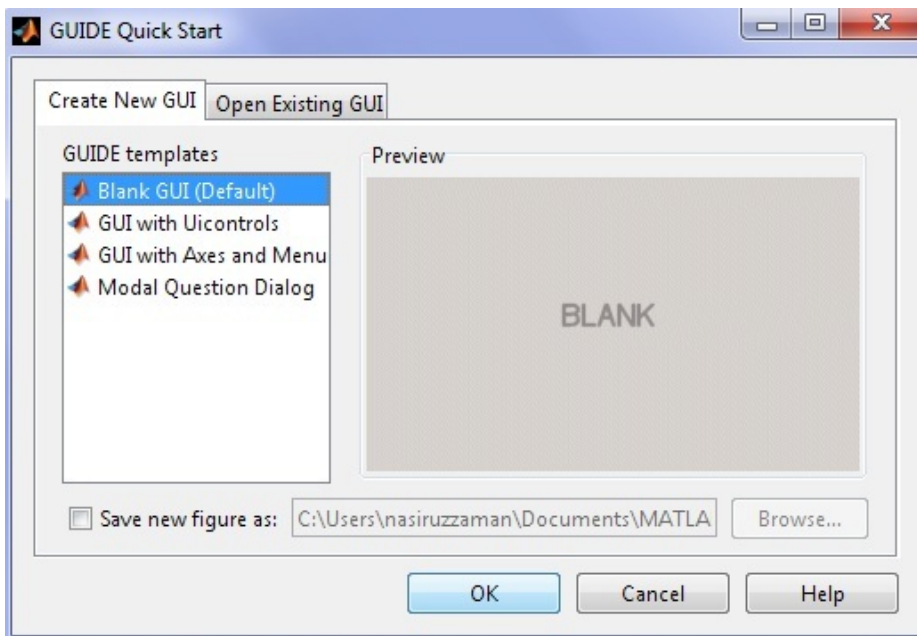 GUIDE Quick Start
Create New GUI
Open Existing GUI
GUIDE templates
Blank GUI (Default)
GUI with Uicontrols
GUI with Axes and Menu
Modal Question Dialog
Preview
BLANK
Save new figure as:
C:\Users\nasiruzzaman\Documents\MATLA
Browse...
OK
Cancel
Help